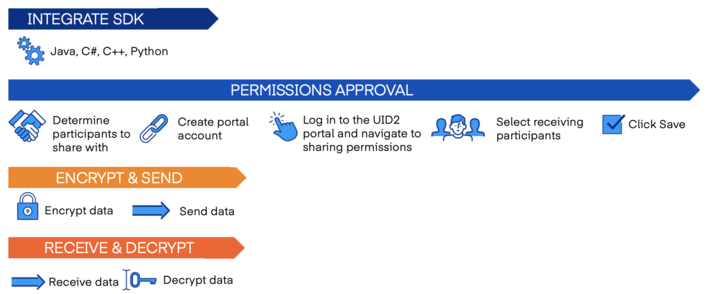 INTEGRATE SDK
Java, C#, C++, Python
PERMISSIONS APPROVAL
Determine
participants to
share with
Create portal
account
Log in to the UID2
portal and navigate to
sharing permissions
Select receiving
participants
Click Save
ENCRYPT & SEND
Encrypt data
Send data
RECEIVE & DECRYPT
Receive data
Decrypt data